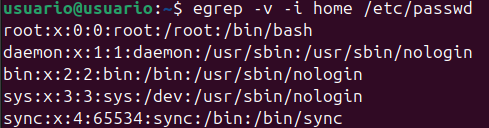 usuario@usuario:~$ egrep -v -i home /etc/passwd
root:x:0:0:root:/root:/bin/bash
daemon:x:1:1:daemon:/usr/sbin:/usr/sbin/nologin
bin:x:2:2:bin:/bin:/usr/sbin/nologin
sys:x:3:3:sys:/dev:/usr/sbin/nologin
sync:x:4:65534:sync:/bin:/bin/sync